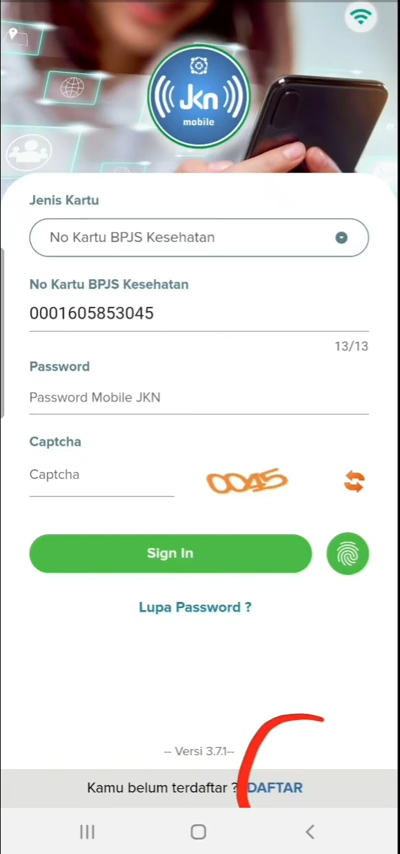 Jkn
mobile
Jenis Kartu
No Kartu BPJS Kesehatan
No Kartu BPJS Kesehatan
0001605853045
13/13
Password
Password Mobile JKN
Captcha
Captcha
0045
Sign In
Lupa Password ?
-- Versi 3.7.1--
Kamu belum terdaftar ? DAFTAR